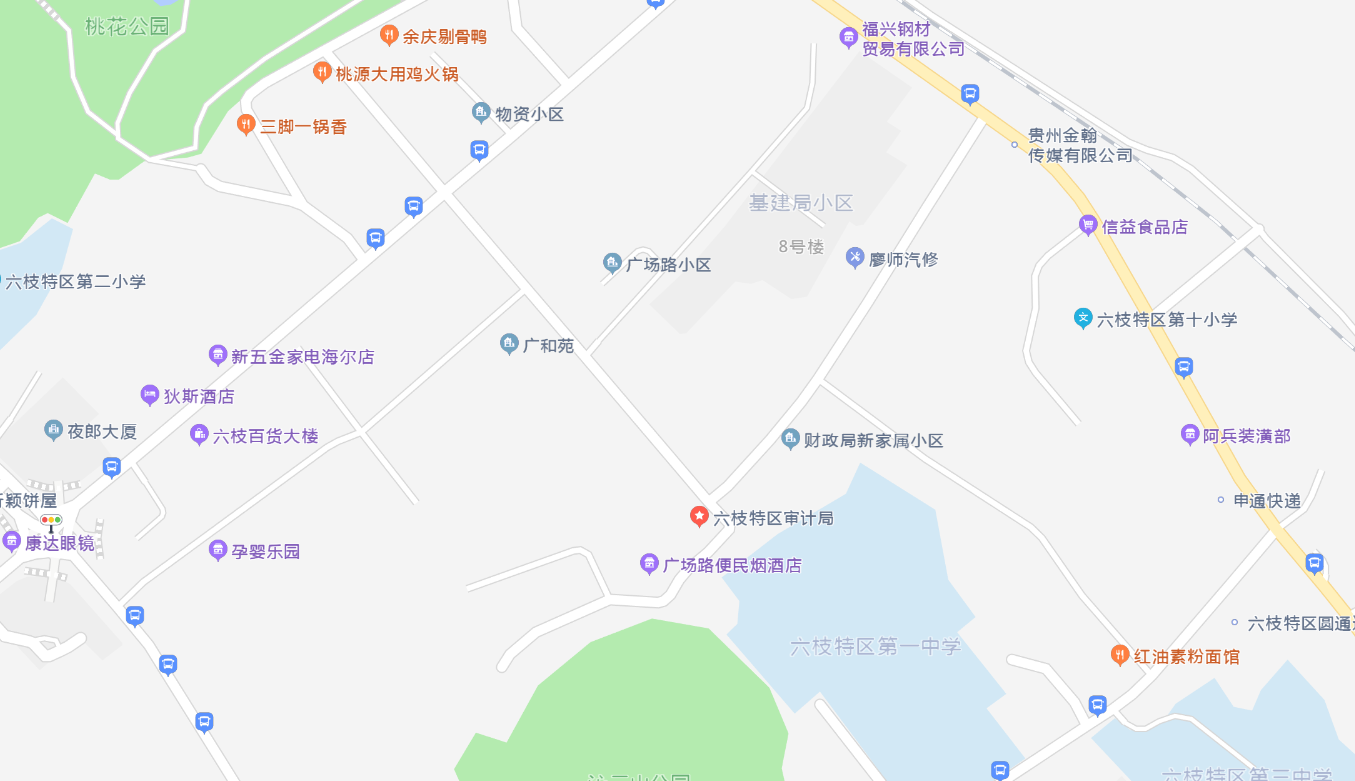 桃花公园
余庆剔骨鸭
福兴钢材
贸易有限公司
桃源大用鸡火锅
物资小区
三脚一锅香
贵州金翰
传媒有限公司
基建局小区
信益食品店
8号楼
廖师汽修
广场路小区
六枝特区第二小学
六枝特区第十小学
广和苑
新五金家电海尔店
狄斯酒店
夜郎大厦
六枝百货大楼
财政局新家属小区
阿兵装潢部
颖饼屋
申通快递
六枝特区审计局
康达眼镜
孕婴乐园
广场路便民烟酒店
六枝特区圆通
六枝特区第一中学
红油素粉面馆
六枝特区第三中学